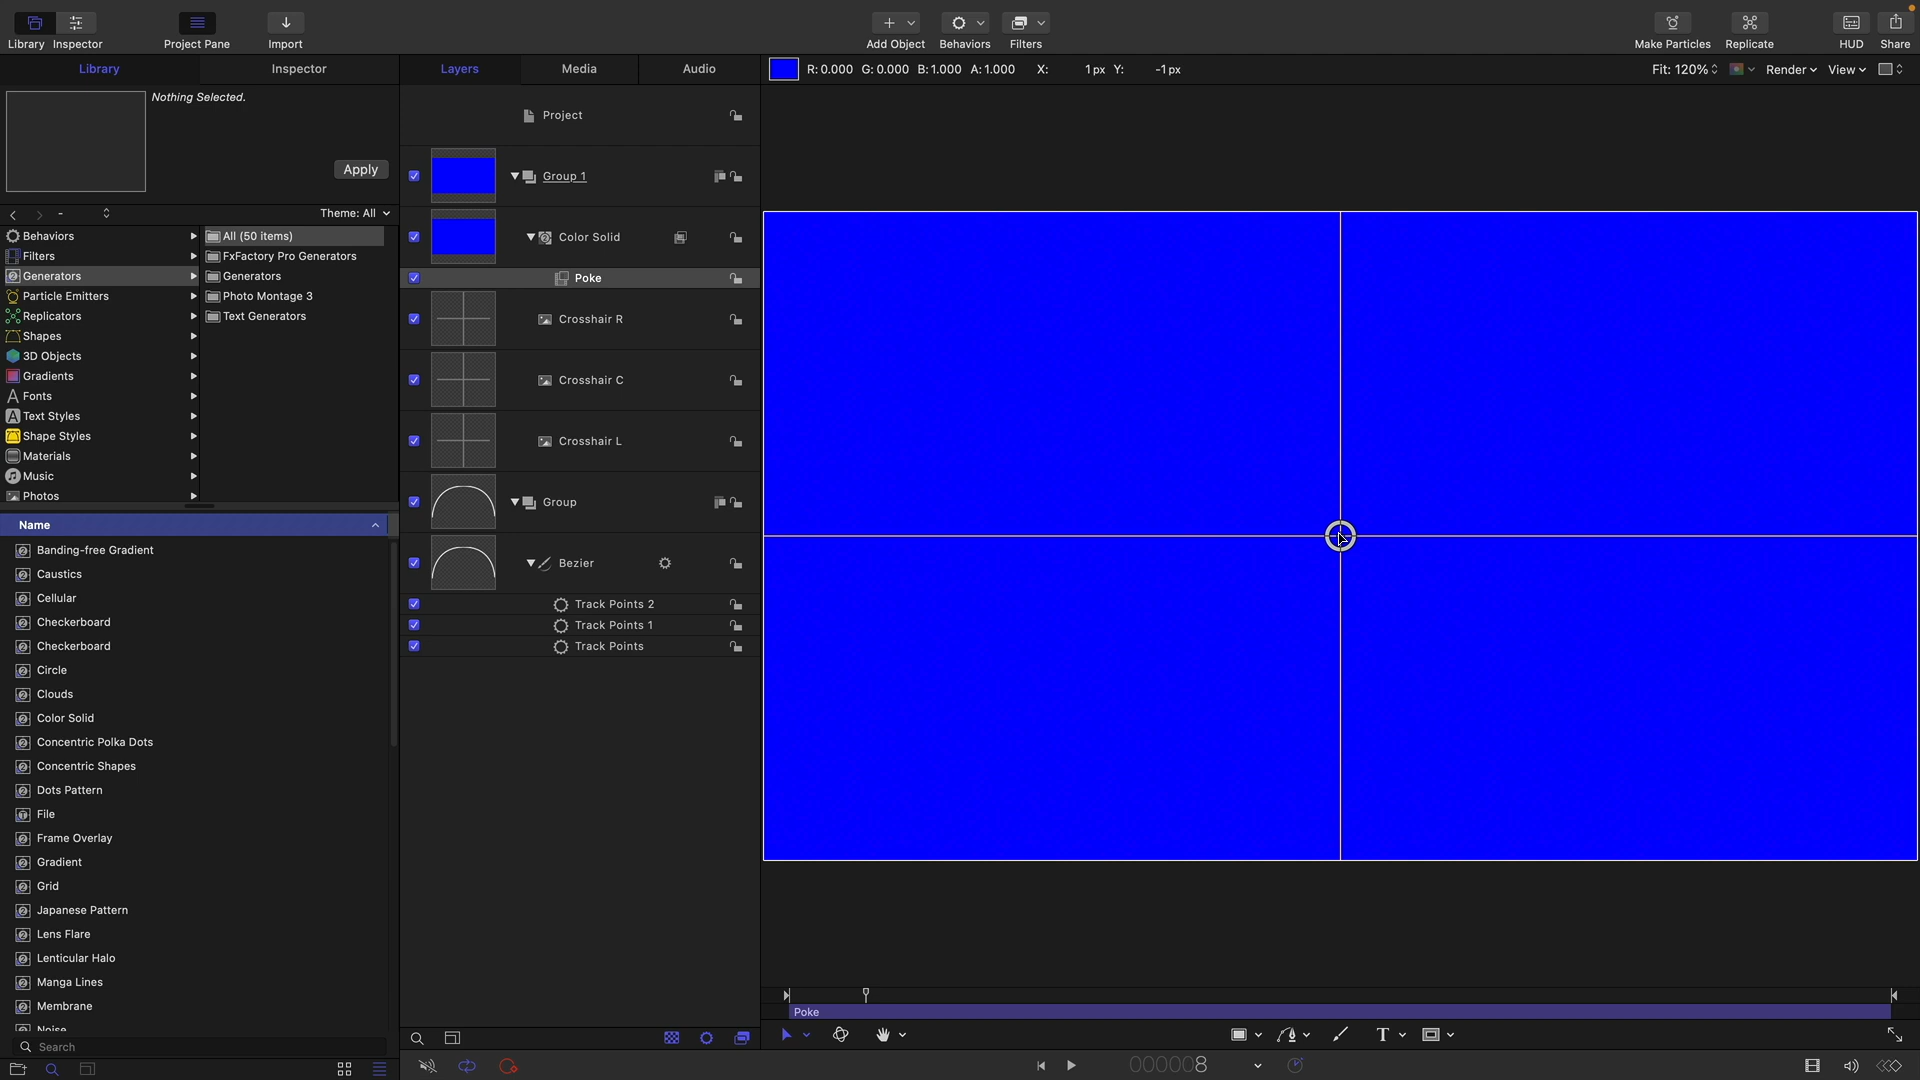 Library
Inspector
Project Pane
Import
Add Object
Behaviors
Filters
Make Particles
Replicate
HUD
Share
Library
Inspector
Layers
Media
Audio
R: 0.000 G: 0.000 B: 1.000 A: 1.000 X: 1 px Y: -1 px
Fit: 120%
Render
View
Nothing Selected.
Apply
-
Theme: All
Behaviors
Filters
Generators
Particle Emitters
Replicators
Shapes
3D Objects
Gradients
Fonts
Text Styles
Shape Styles
Materials
Music
Photos
All (50 items)
FxFactory Pro Generators
Generators
Photo Montage 3
Text Generators
Name
Banding-free Gradient
Caustics
Cellular
Checkerboard
Checkerboard
Circle
Clouds
Color Solid
Concentric Polka Dots
Concentric Shapes
Dots Pattern
File
Frame Overlay
Gradient
Grid
Japanese Pattern
Lens Flare
Lenticular Halo
Manga Lines
Membrane
Noise
Search
Project
Group 1
Color Solid
Poke
Crosshair R
Crosshair C
Crosshair L
Group
Bezier
Track Points 2
Track Points 1
Track Points
Poke
T
000008